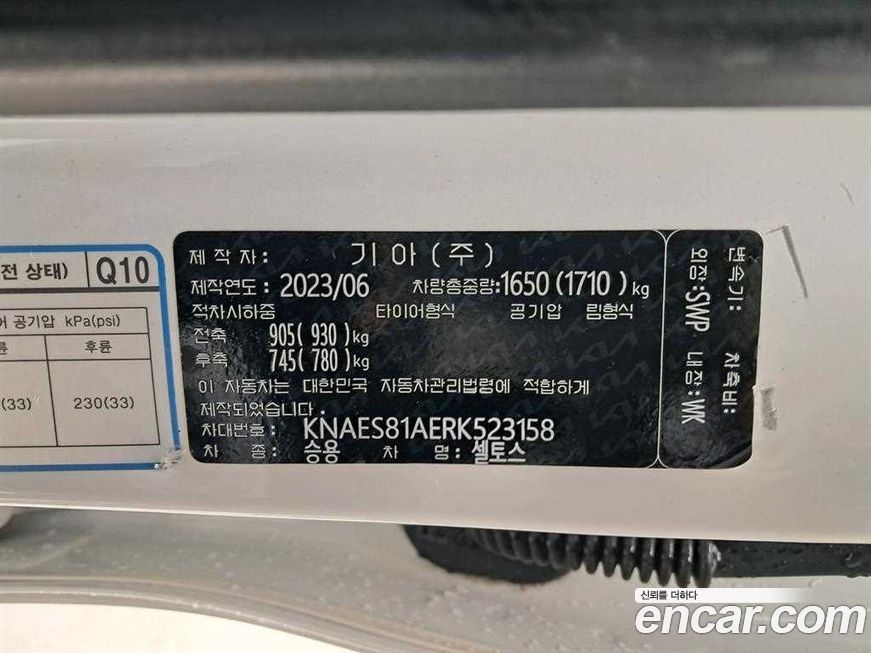 전 상태) Q10
어 공기압 kPa(psi)
륜 후륜
(33) 230(33)
제 작 자: 기 아 ( 주 )
제작연도: 2023/06 차량총중량:1650(1710)kg
적차시하중 타이어형식 공기압 림형식
전축 905( 930)kg
후축 745( 780)kg
이 자동차는 대한민국 자동차관리법령에 적합하게
제작되었습니다.
차대번호: KNAES81AERK523158
차 종: 승용 차 명: 셀토스
변속기: 차축비:
외장:SWP 내장:WK
신뢰를 더하다
encar.com